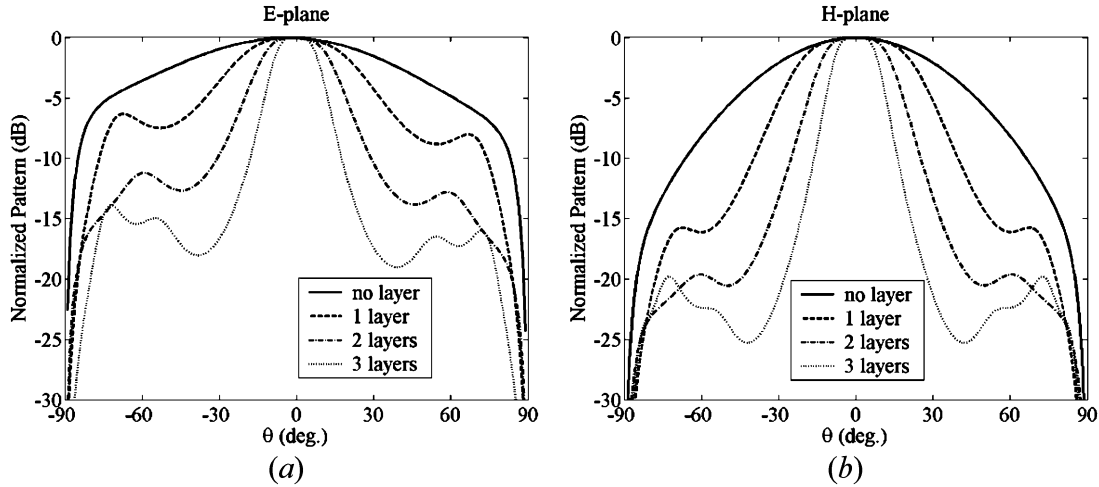 E-plane
Normalized Pattern (dB)
0
-5
-10
-15
-20
-25
-30
-90
-60
-30
0
30
60
90
θ (deg.)
no layer
1 layer
2 layers
3 layers
(a)
H-plane
Normalized Pattern (dB)
0
-5
-10
-15
-20
-25
-30
-90
-60
-30
0
30
60
90
θ (deg.)
no layer
1 layer
2 layers
3 layers
(b)